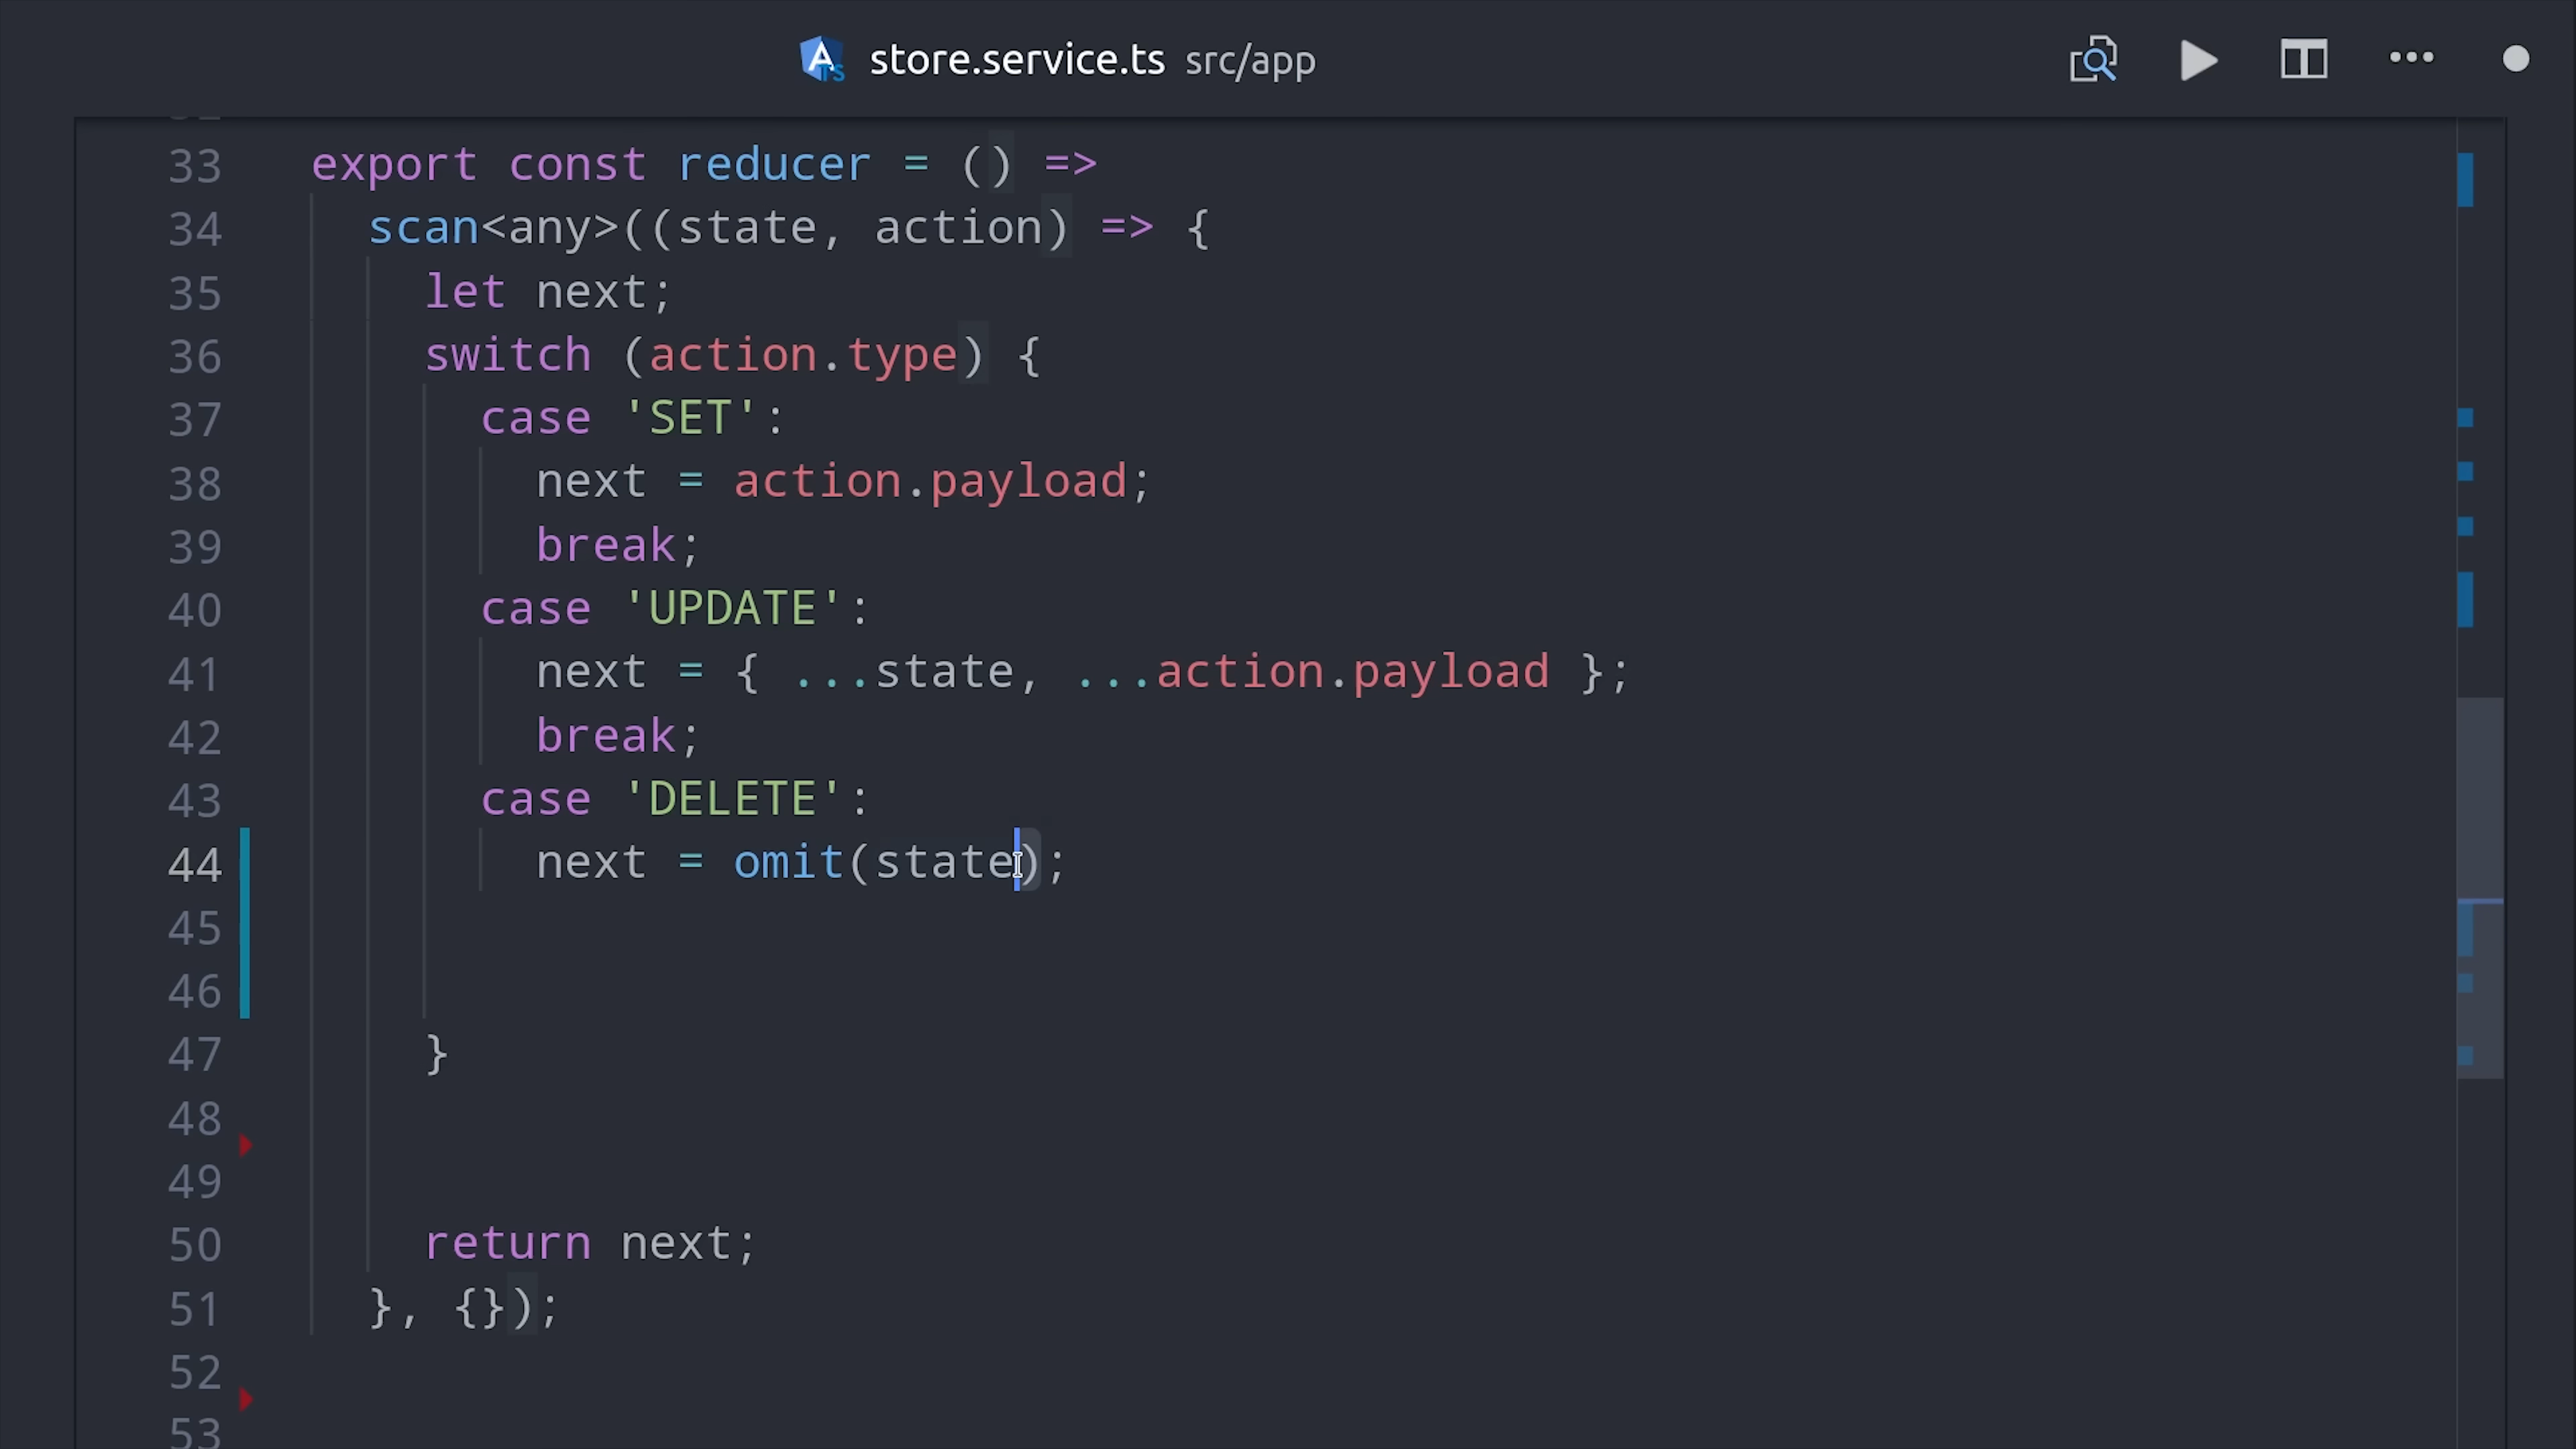 store.service.ts src/app
33 export const reducer = () =>
34 scan<any>((state, action) => {
35 let next;
36 switch (action.type) {
37 case 'SET':
38 next = action.payload;
39 break;
40 case 'UPDATE':
41 next = { ...state, ...action.payload };
42 break;
43 case 'DELETE':
44 next = omit(state);
45
46
47 }
48
49
50 return next;
51 }, {});
52
53